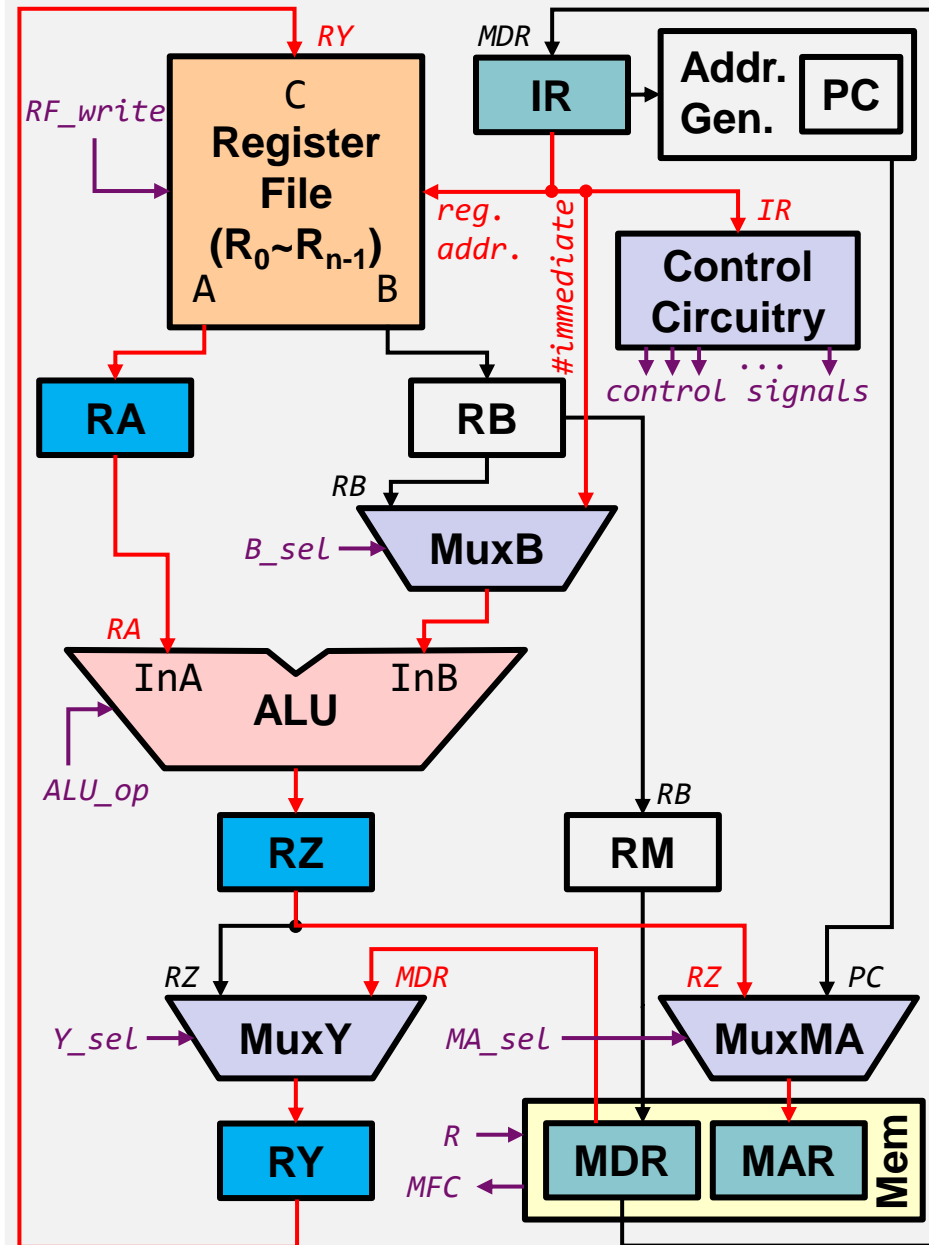 RY
MDR
C
Register
File
(R0~Rn-1)
A
B
RF_write
IR
Addr.
Gen.
PC
reg.
addr.
#immediate
IR
Control
Circuitry
...
control signals
RA
RB
RB
B_sel
MuxB
RA
InA
InB
ALU
ALU_op
RZ
RB
RM
RZ
MDR
RZ
PC
Y_sel
MuxY
MA_sel
MuxMA
RY
R
MFC
MDR
MAR
Mem